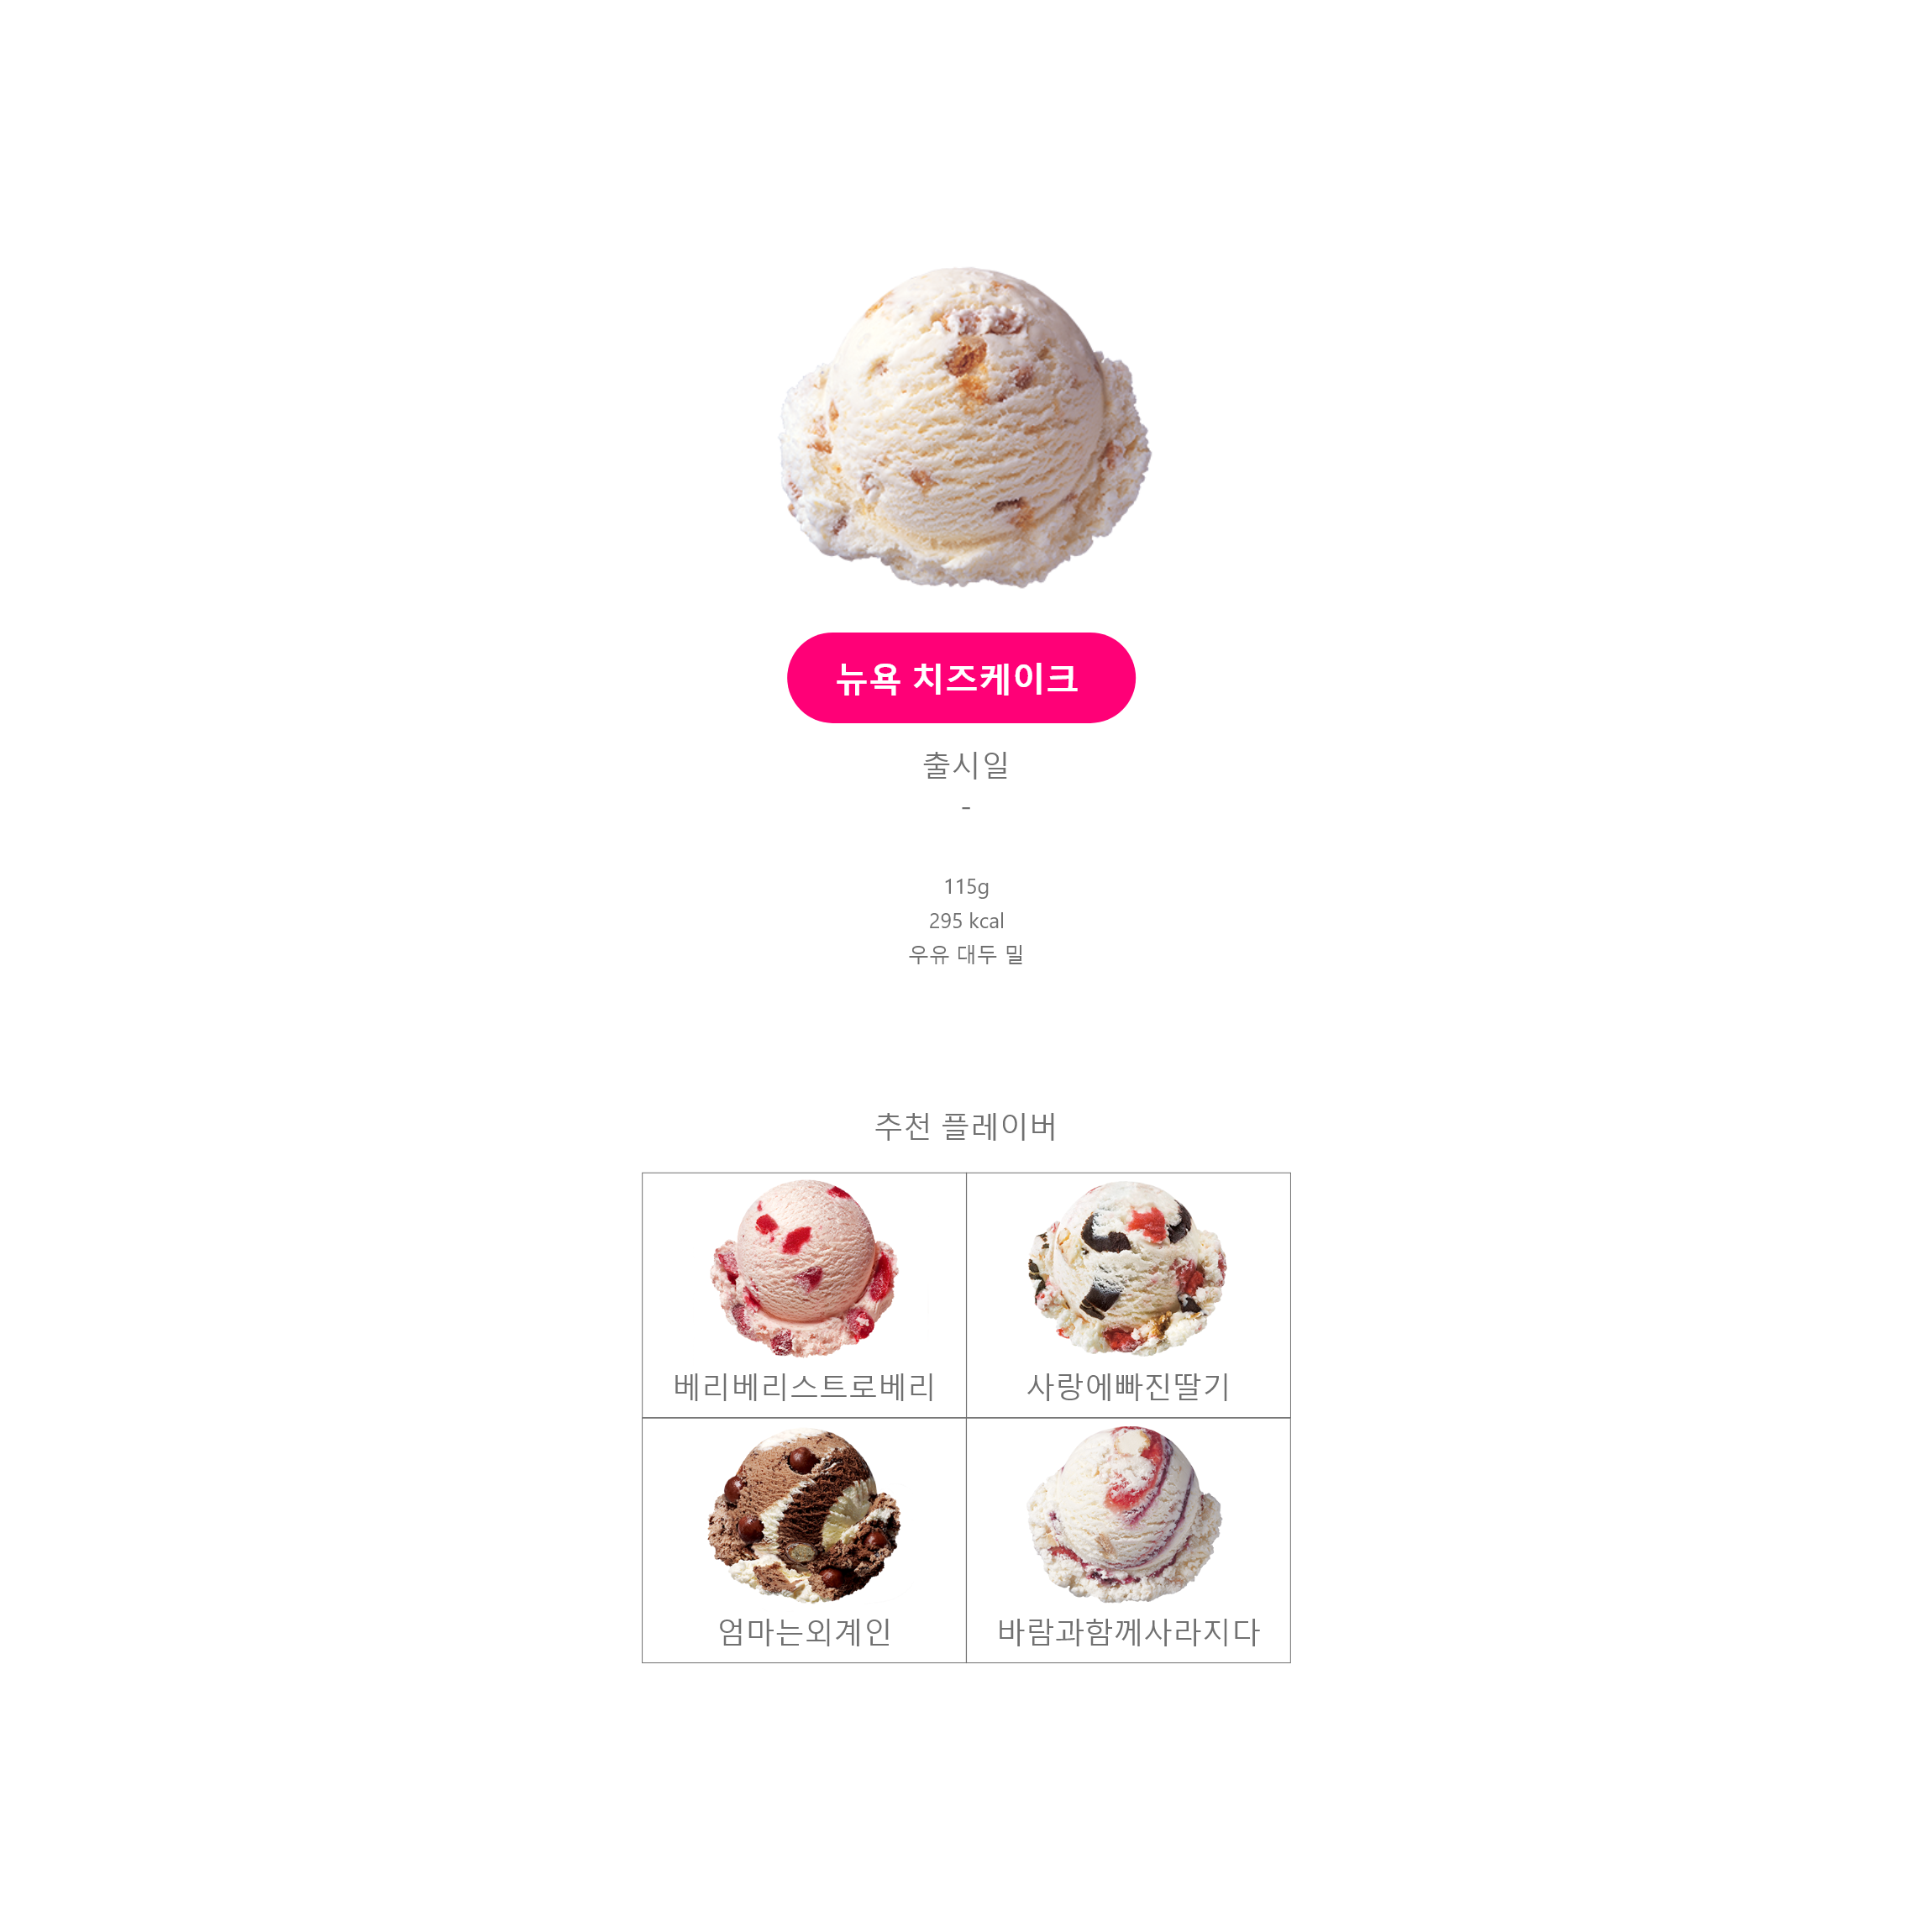 뉴욕 치즈케이크
출시일
-
115g
295 kcal
우유 대두 밀
추천 플레이버
베리베리스트로베리
사랑에빠진딸기
엄마는외계인
바람과함께사라지다